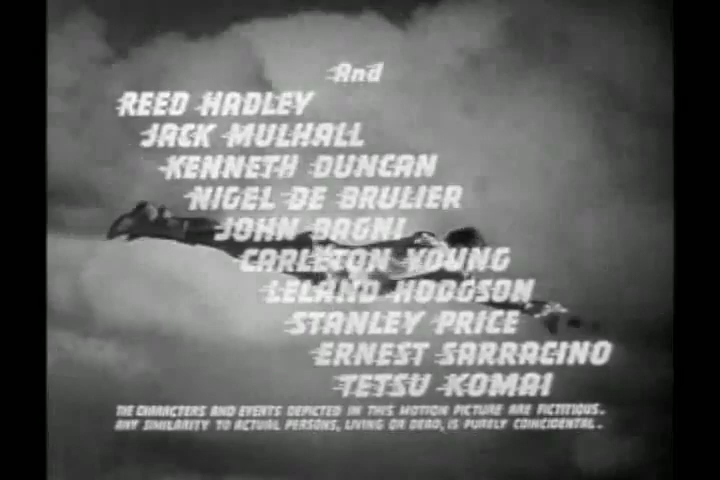 And
REED HADLEY
JACK MULHALL
KENNETH DUNCAN
NIGEL DE BRULIER
JOHN BAGNI
CARLETON YOUNG
LELAND HODGSON
STANLEY PRICE
ERNEST SARRACINO
TETSU KOMAI
THE CHARACTERS AND EVENTS DEPICTED IN THIS MOTION PICTURE ARE FICTITIOUS.
ANY SIMILARITY TO ACTUAL PERSONS, LIVING OR DEAD, IS PURELY COINCIDENTAL.